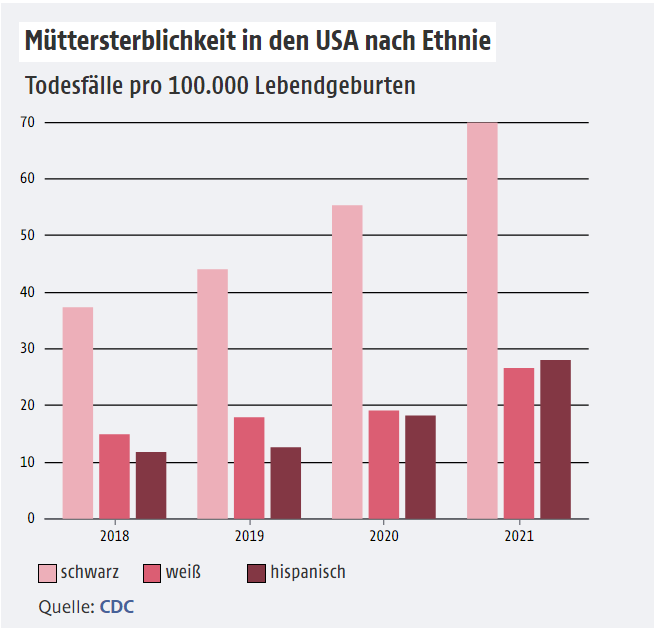 Müttersterblichkeit in den USA nach Ethnie
Todesfälle pro 100.000 Lebendgeburten
70
60
50
40
30
20
10
0
2018 2019 2020 2021
schwarz weiß hispanisch
Quelle: CDC